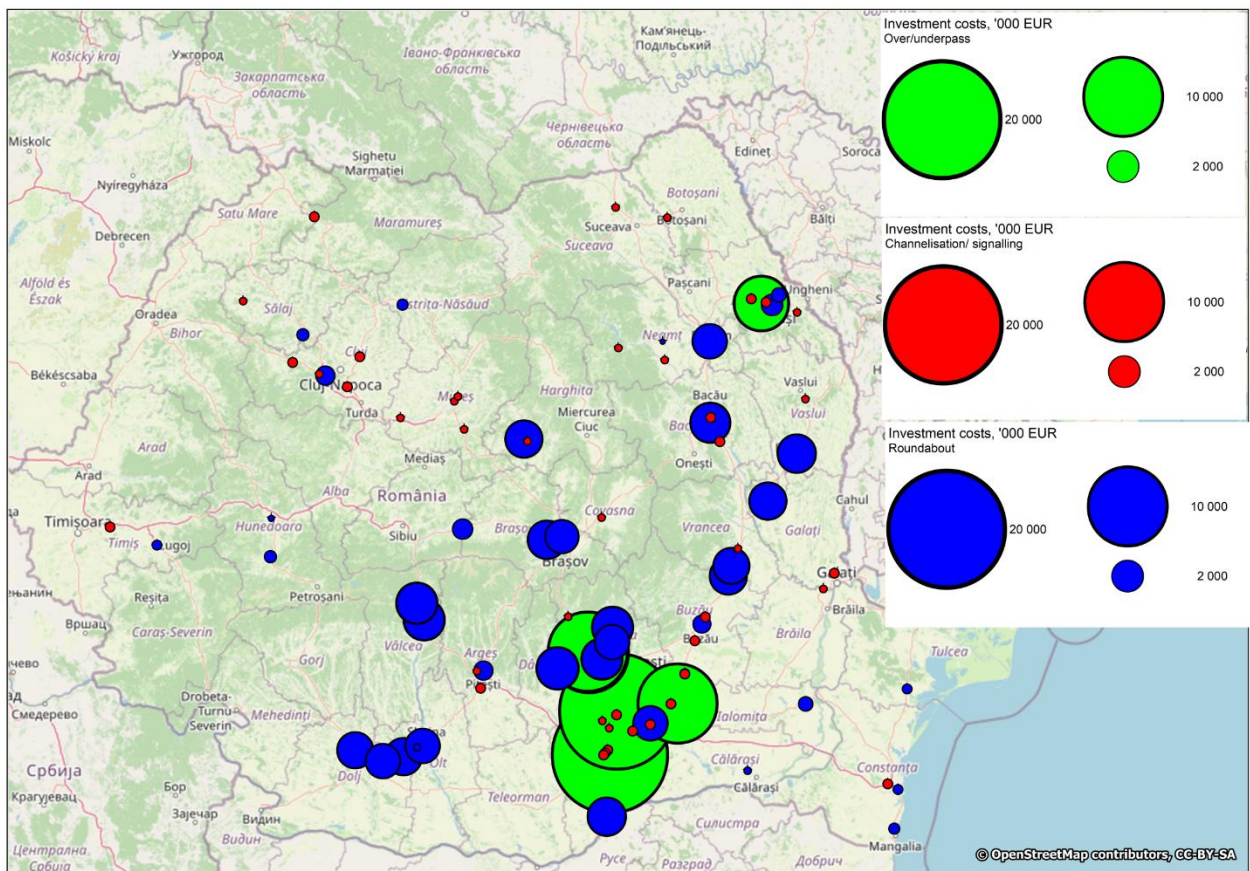 Investment costs, '000 EUR
Over/underpass
20 000
10 000
2 000
Investment costs, '000 EUR
Channelisation/ signalling
20 000
10 000
2 000
Investment costs, '000 EUR
Roundabout
20 000
10 000
2 000
Košický kraj
Ужгород
Івано-Франківська
область
Кам'янець-
Подільський
Закарпатська
область
Miskolc
Чернівецька
область
Edineț
Soroca
Sighetu
Marmației
Nyíregyháza
Satu Mare
Maramureș
Botoșani
Botoșani
Suceava
Suceava
Bălți
Debrecen
Alföld és
Észak
Pașcani
Ungheni
Sălaj
Oradea
Bihor
Neamț
Cluj
Cluj-Napoca
Békéscsaba
Turda
Mureș
Harghita
Miercurea
Ciuc
Bacău
Vaslui
Vaslui
Arad
Arad
Mediaș
Onești
Alba
România
Cahul
Timișoara
Timiș
Lugoj
Hunedoara
Sibiu
Covasna
Brașov
Vrancea
Galați
Galați
Reșița
Petroșani
Brăila
Вршац
Caraș-Severin
Gorj
Vâlcea
Buzău
Buzău
Brăila
Tulcea
Argeș
Pitești
Drobeta-
Turnu
Severin
Смедерево
Mehedinți
Ialomița
Olt
Dolj
Călărași
Călărași
Constanța
Србија
Бор
Крагујевац
Зајечар
Видин
Видин
Teleorman
Силистра
Mangalia
Централна
Србија
Русе
Разград
Добрич
© OpenStreetMap contributors, CC-BY-SA